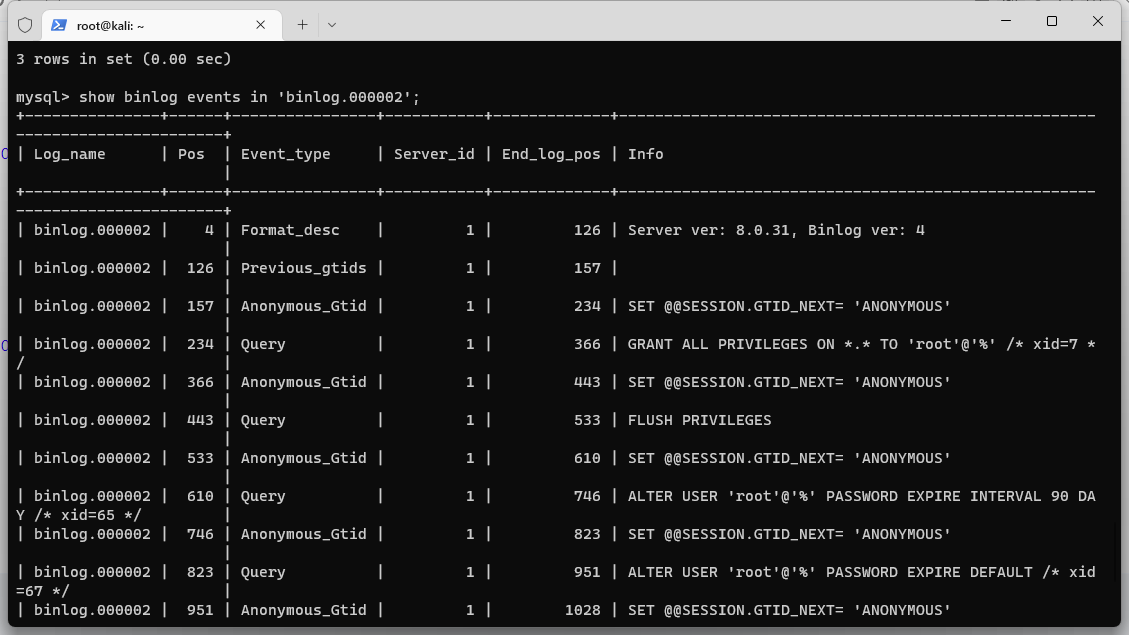 root@kali: ~
3 rows in set (0.00 sec)
mysql> show binlog events in 'binlog.000002';
+---------------+------+----------------+-----------+-------------+-----------------------------------------------------
-----------------------+
| Log_name      | Pos  | Event_type     | Server_id | End_log_pos | Info
                       |
+---------------+------+----------------+-----------+-------------+-----------------------------------------------------
-----------------------+
| binlog.000002 |    4 | Format_desc    |         1 |         126 | Server ver: 8.0.31, Binlog ver: 4
                       |
| binlog.000002 |  126 | Previous_gtids |         1 |         157 |
                       |
| binlog.000002 |  157 | Anonymous_Gtid |         1 |         234 | SET @@SESSION.GTID_NEXT= 'ANONYMOUS'
                       |
| binlog.000002 |  234 | Query          |         1 |         366 | GRANT ALL PRIVILEGES ON *.* TO 'root'@'%' /* xid=7 *
/                      |
| binlog.000002 |  366 | Anonymous_Gtid |         1 |         443 | SET @@SESSION.GTID_NEXT= 'ANONYMOUS'
                       |
| binlog.000002 |  443 | Query          |         1 |         533 | FLUSH PRIVILEGES
                       |
| binlog.000002 |  533 | Anonymous_Gtid |         1 |         610 | SET @@SESSION.GTID_NEXT= 'ANONYMOUS'
                       |
| binlog.000002 |  610 | Query          |         1 |         746 | ALTER USER 'root'@'%' PASSWORD EXPIRE INTERVAL 90 DA
Y /* xid=65 */         |
| binlog.000002 |  746 | Anonymous_Gtid |         1 |         823 | SET @@SESSION.GTID_NEXT= 'ANONYMOUS'
                       |
| binlog.000002 |  823 | Query          |         1 |         951 | ALTER USER 'root'@'%' PASSWORD EXPIRE DEFAULT /* xid
=67 */                 |
| binlog.000002 |  951 | Anonymous_Gtid |         1 |        1028 | SET @@SESSION.GTID_NEXT= 'ANONYMOUS'